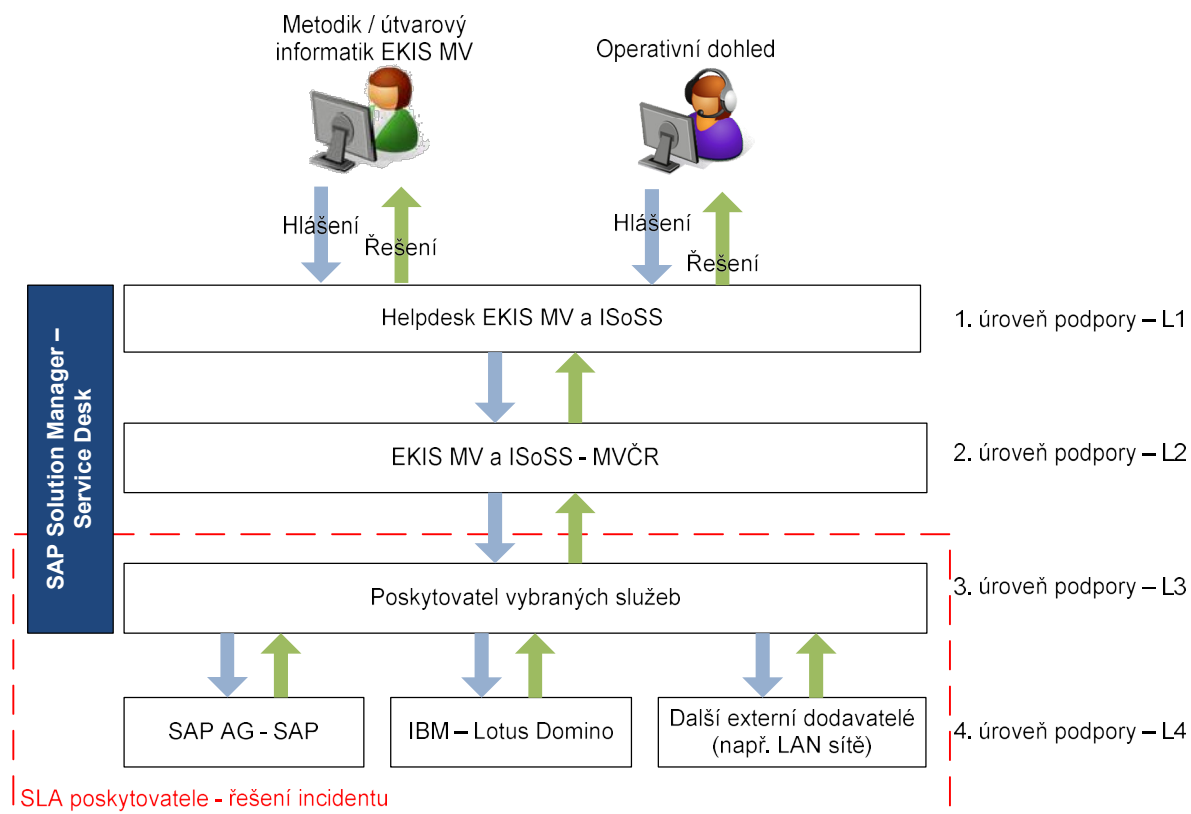 Metodik / útvarový
informatik EKIS MV
Operativní dohled
Hlášení
Řešení
Hlášení
Řešení
SAP Solution Manager –
Service Desk
Helpdesk EKIS MV a ISoSS
1. úroveň podpory – L1
EKIS MV a ISoSS - MVČR
2. úroveň podpory – L2
Poskytovatel vybraných služeb
3. úroveň podpory – L3
SAP AG - SAP
IBM – Lotus Domino
Další externí dodavatelé
(např. LAN sítě)
4. úroveň podpory – L4
SLA poskytovatele - řešení incidentu